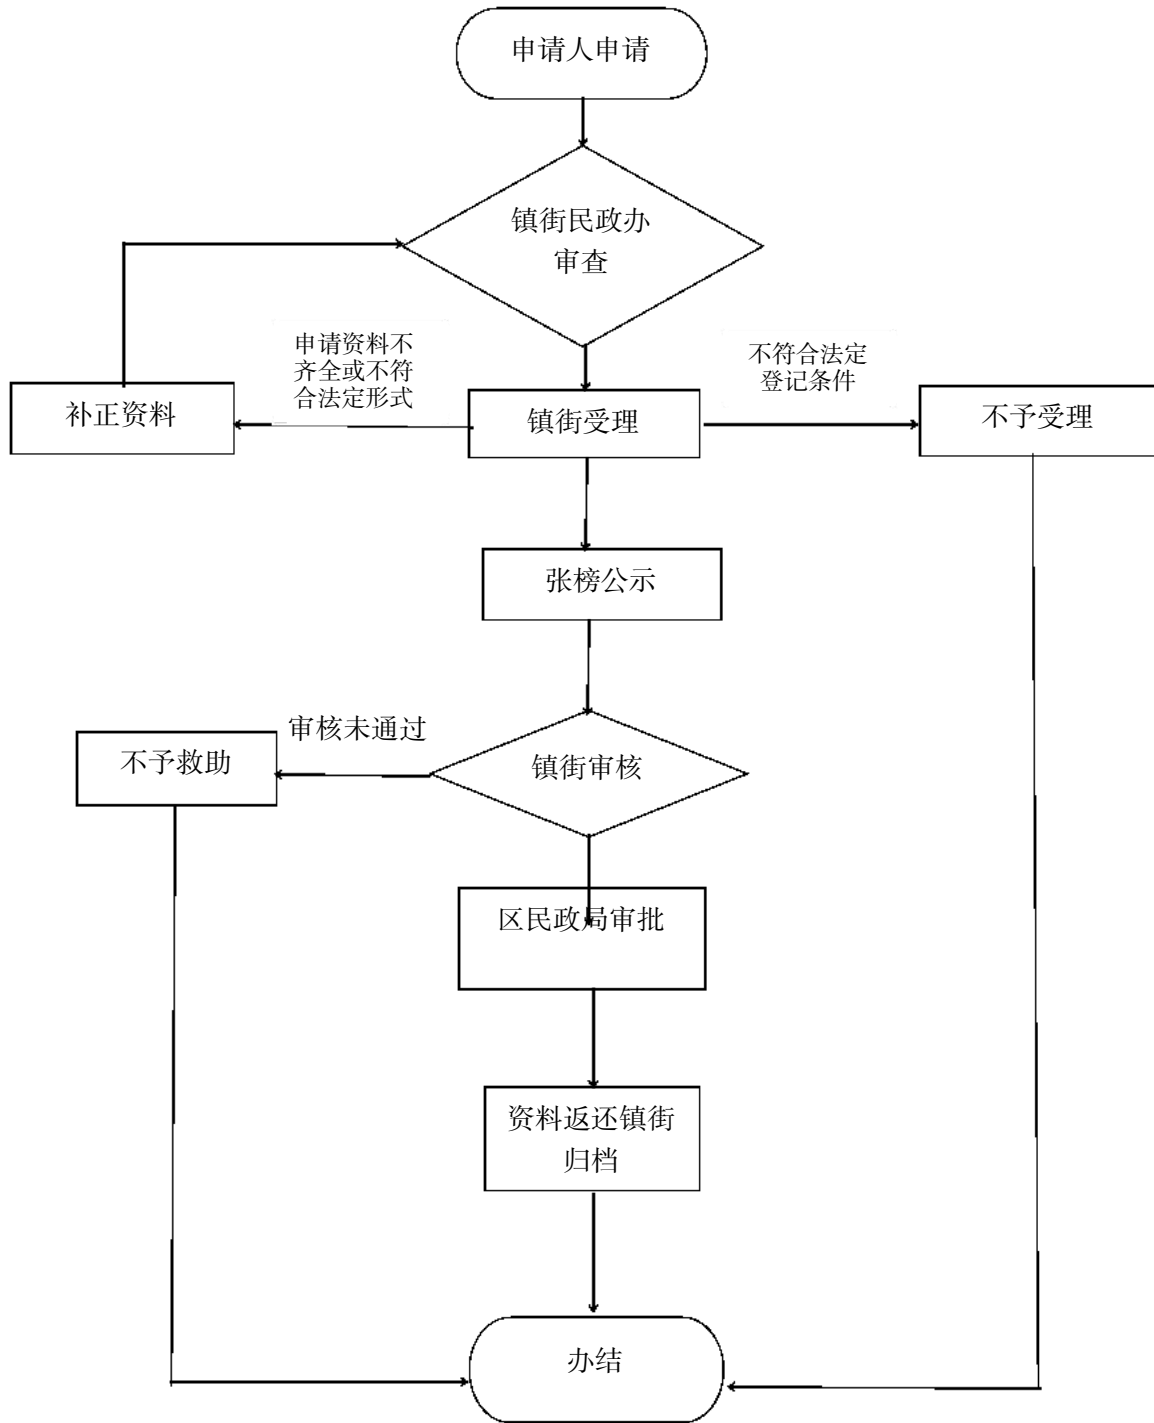 申请人申请
镇街民政办
审查
申请资料不
齐全或不符
合法定形式
不符合法定
登记条件
补正资料
镇街受理
不予受理
张榜公示
审核未通过
不予救助
镇街审核
区民政局审批
资料返还镇街
归档
办结